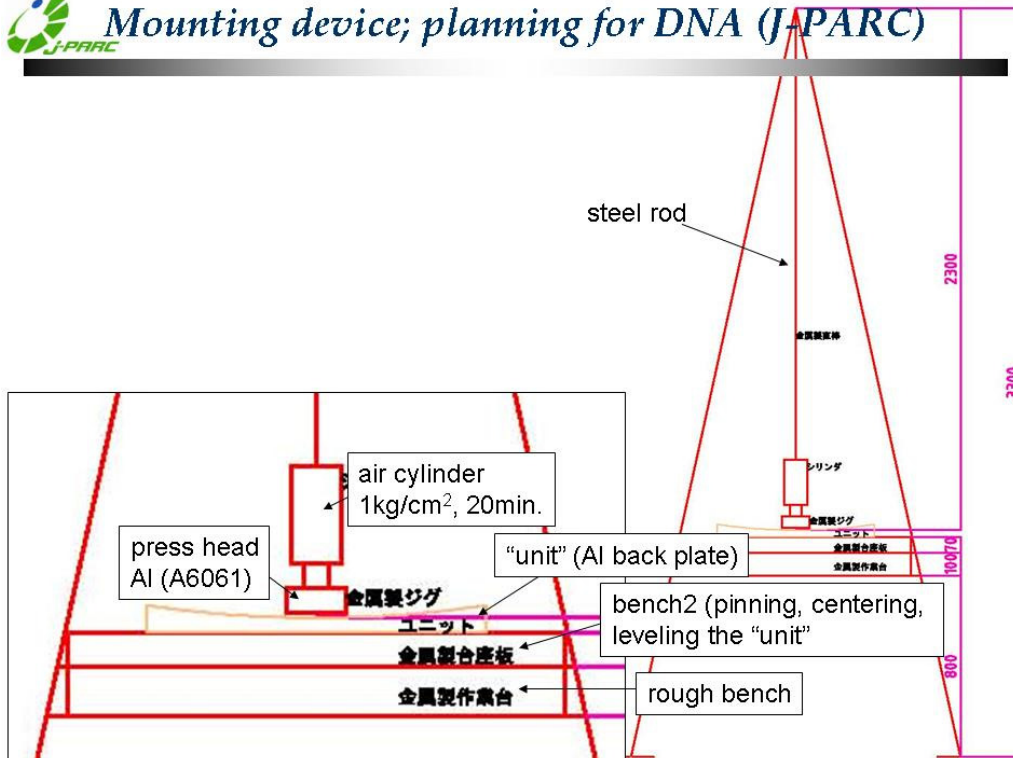 J-PARC
Mounting device; planning for DNA (J-PARC)
steel rod
2300
3300
金属製直棒
シリンダ
金属製ジグ
ユニット
金属製台座板
金属製作業台
70
100
800
air cylinder
1kg/cm², 20min.
press head
Al (A6061)
"unit" (Al back plate)
bench2 (pinning, centering,
leveling the "unit"
rough bench
金属製ジグ
ユニット
金属製台座板
金属製作業台